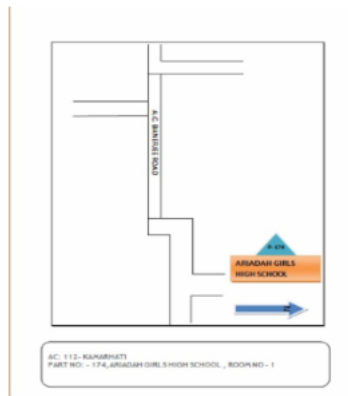 A.C. BANERJEE ROAD
ARIADAH GIRLS
HIGH SCHOOL
AC: 112- KAMARHATI
PART NO: - 174, ARIADAH GIRLS HIGH SCHOOL , ROOM NO - 1